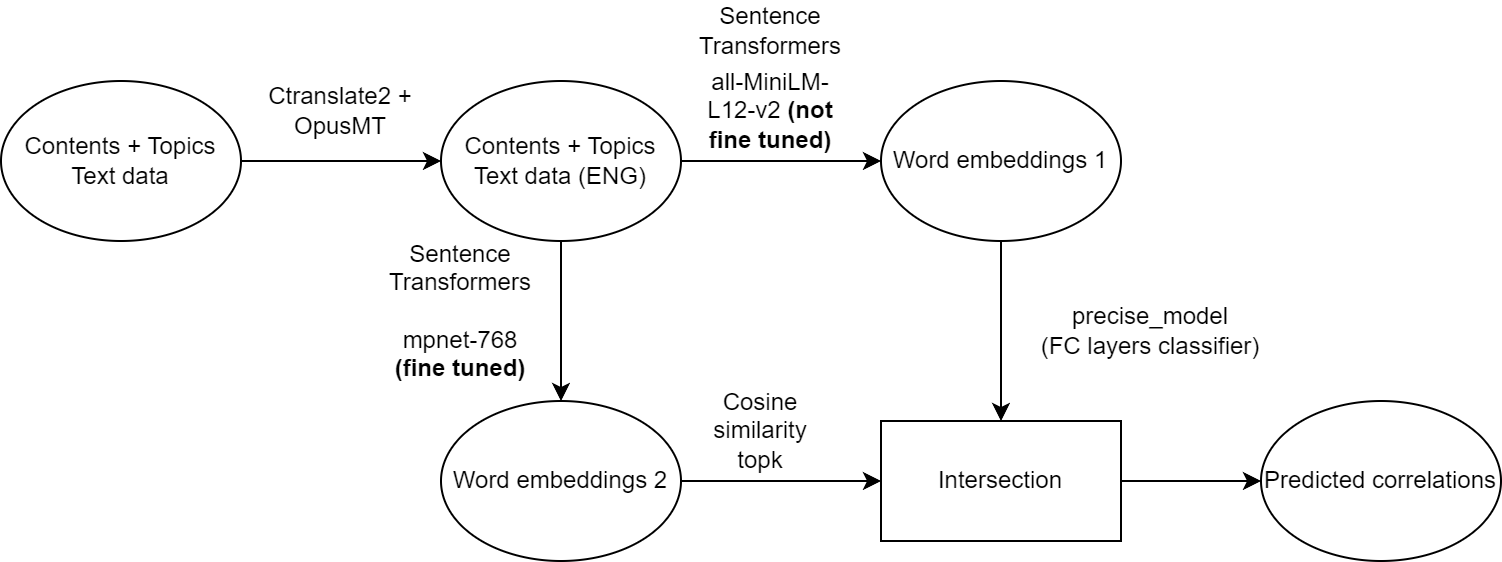 Sentence
Transformers
all-MiniLM-
L12-v2 (not
fine tuned)
Ctranslate2 +
OpusMT
Contents + Topics
Text data
Contents + Topics
Text data (ENG)
Word embeddings 1
Sentence
Transformers
mpnet-768
(fine tuned)
precise_model
(FC layers classifier)
Cosine
similarity
topk
Word embeddings 2
Intersection
Predicted correlations